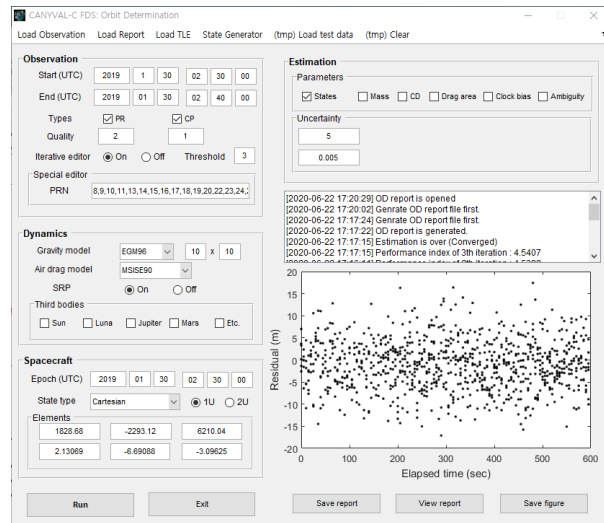 CANYVAL-C FDS: Orbit Determination
Load Observation Load Report Load TLE State Generator (tmp) Load test data (tmp) Clear
Observation
Start (UTC) 2019 1 30 02 30 00
End (UTC) 2019 01 30 02 40 00
Types PR CP
Quality 2 1
Iterative editor On Off Threshold 3
Special editor
PRN 8,9,10,11,13,14,15,16,17,18,19,20,22,23,24,
Dynamics
Gravity model EGM96 10 x 10
Air drag model MSISE90
SRP On Off
Third bodies
Sun Luna Jupiter Mars Etc.
Spacecraft
Epoch (UTC) 2019 01 30 02 30 00
State type Cartesian 1U 2U
Elements
1828.68 -2293.12 6210.04
2.13069 -6.69088 -3.09625
Run Exit
Estimation
Parameters
States Mass CD Drag area Clock bias Ambiguity
Uncertainty
5
0.005
[2020-06-22 17:20:29] OD report is opened
[2020-06-22 17:20:02] Genrate OD report file first.
[2020-06-22 17:17:24] Genrate OD report file first.
[2020-06-22 17:17:22] OD report is generated.
[2020-06-22 17:17:15] Estimation is over (Converged)
[2020-06-22 17:17:15] Performance index of 3th iteration : 4.5407
20
15
10
5
0
-5
-10
-15
-20
Residual (m)
0 100 200 300 400 500 600
Elapsed time (sec)
Save report View report Save figure